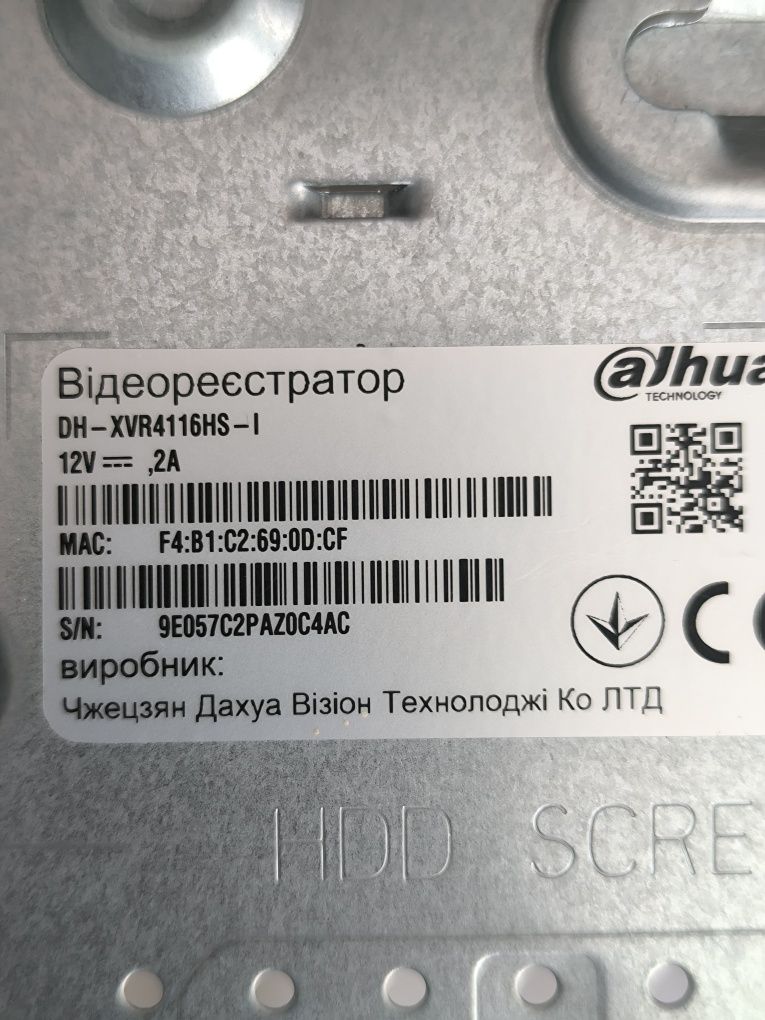 Відеореєстратор
alhua
TECHNOLOGY
DH-XVR4116HS-I
12V ⎓ ,2A
MAC: F4:B1:C2:69:0D:CF
S/N: 9E057C2PAZ0C4AC
виробник:
Чжецзян Дахуа Візіон Технолоджі Ко ЛТД
HDD SCRE